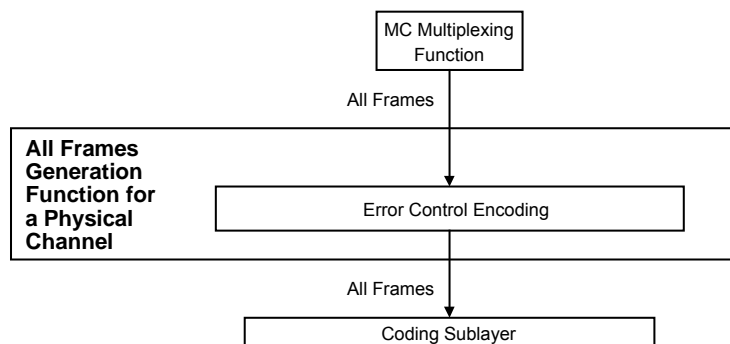 MC Multiplexing
Function
All Frames
All Frames
Generation
Function for
a Physical
Channel
Error Control Encoding
All Frames
Coding Sublayer